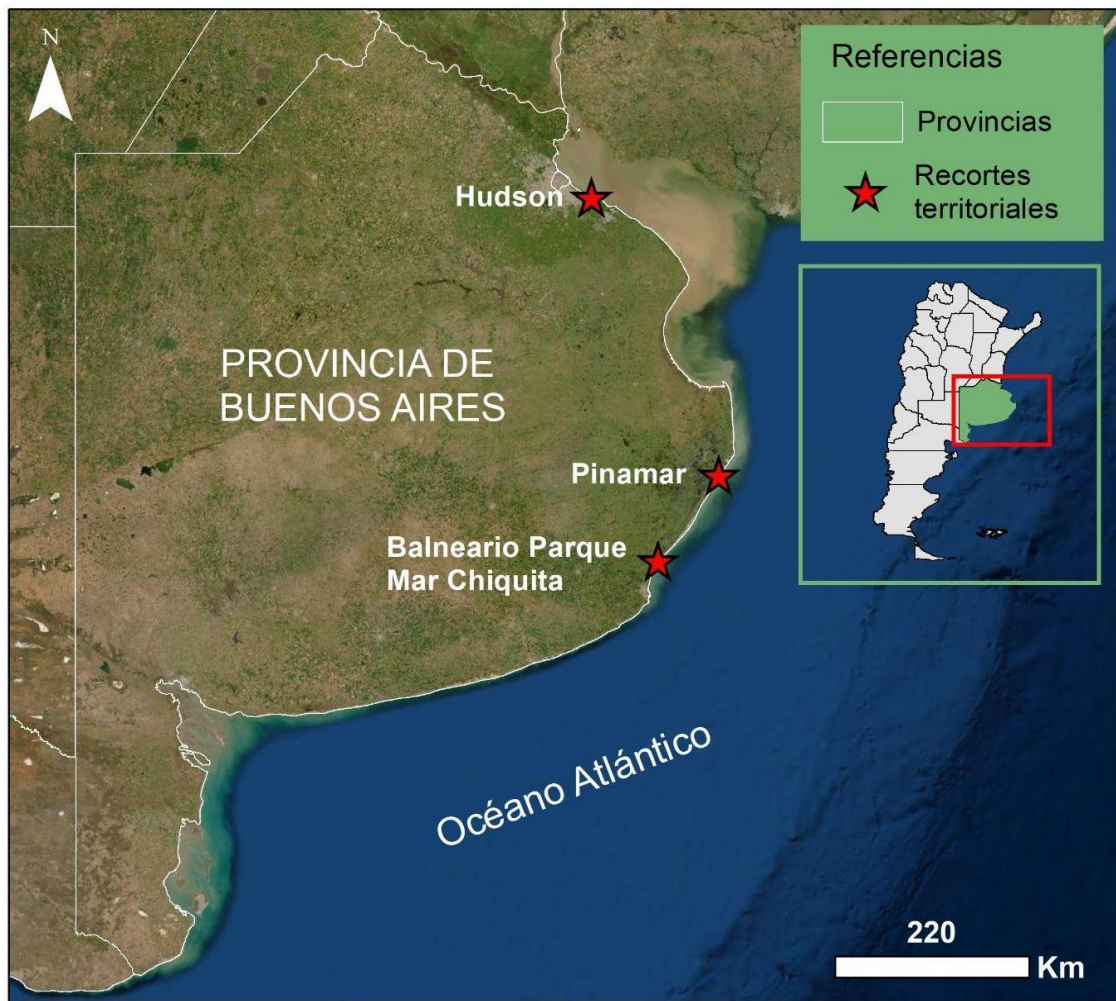 N
Referencias
Provincias
Recortes
territoriales
Hudson
PROVINCIA DE
BUENOS AIRES
Pinamar
Balneario Parque
Mar Chiquita
Océano Atlántico
220
Km